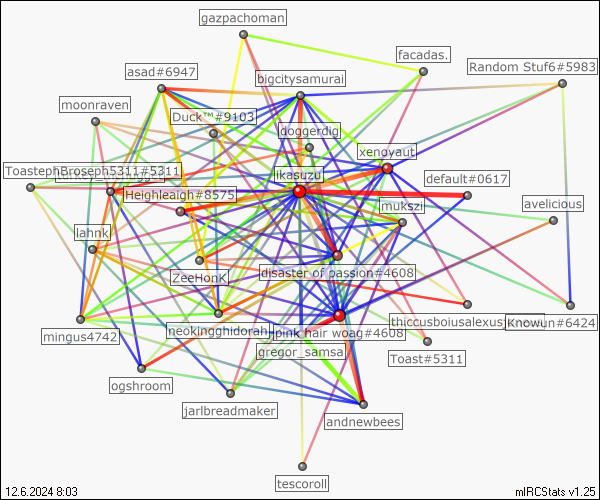 gazpachoman
facadas.
Random Stuf6#5983
asad#6947
bigcitysamurai
moonraven
Duck™#9103
doggerdig
xenovaut
ToastephBroseph5311#5311
likasuzu
default#0617
Heighleaigh#8575
mukszi
avelicious
lahnk
ZeeHonK
disaster of passion#4608
neokingghidorah
pink hair woag#4608
thiccusboiusalexus
Knowun#6424
mingus4742
gregor_samsa
Toast#5311
ogshroom
jarlbreadmaker
andnewbees
tescoroll
12.6.2024 8:03
mIRCStats v1.25